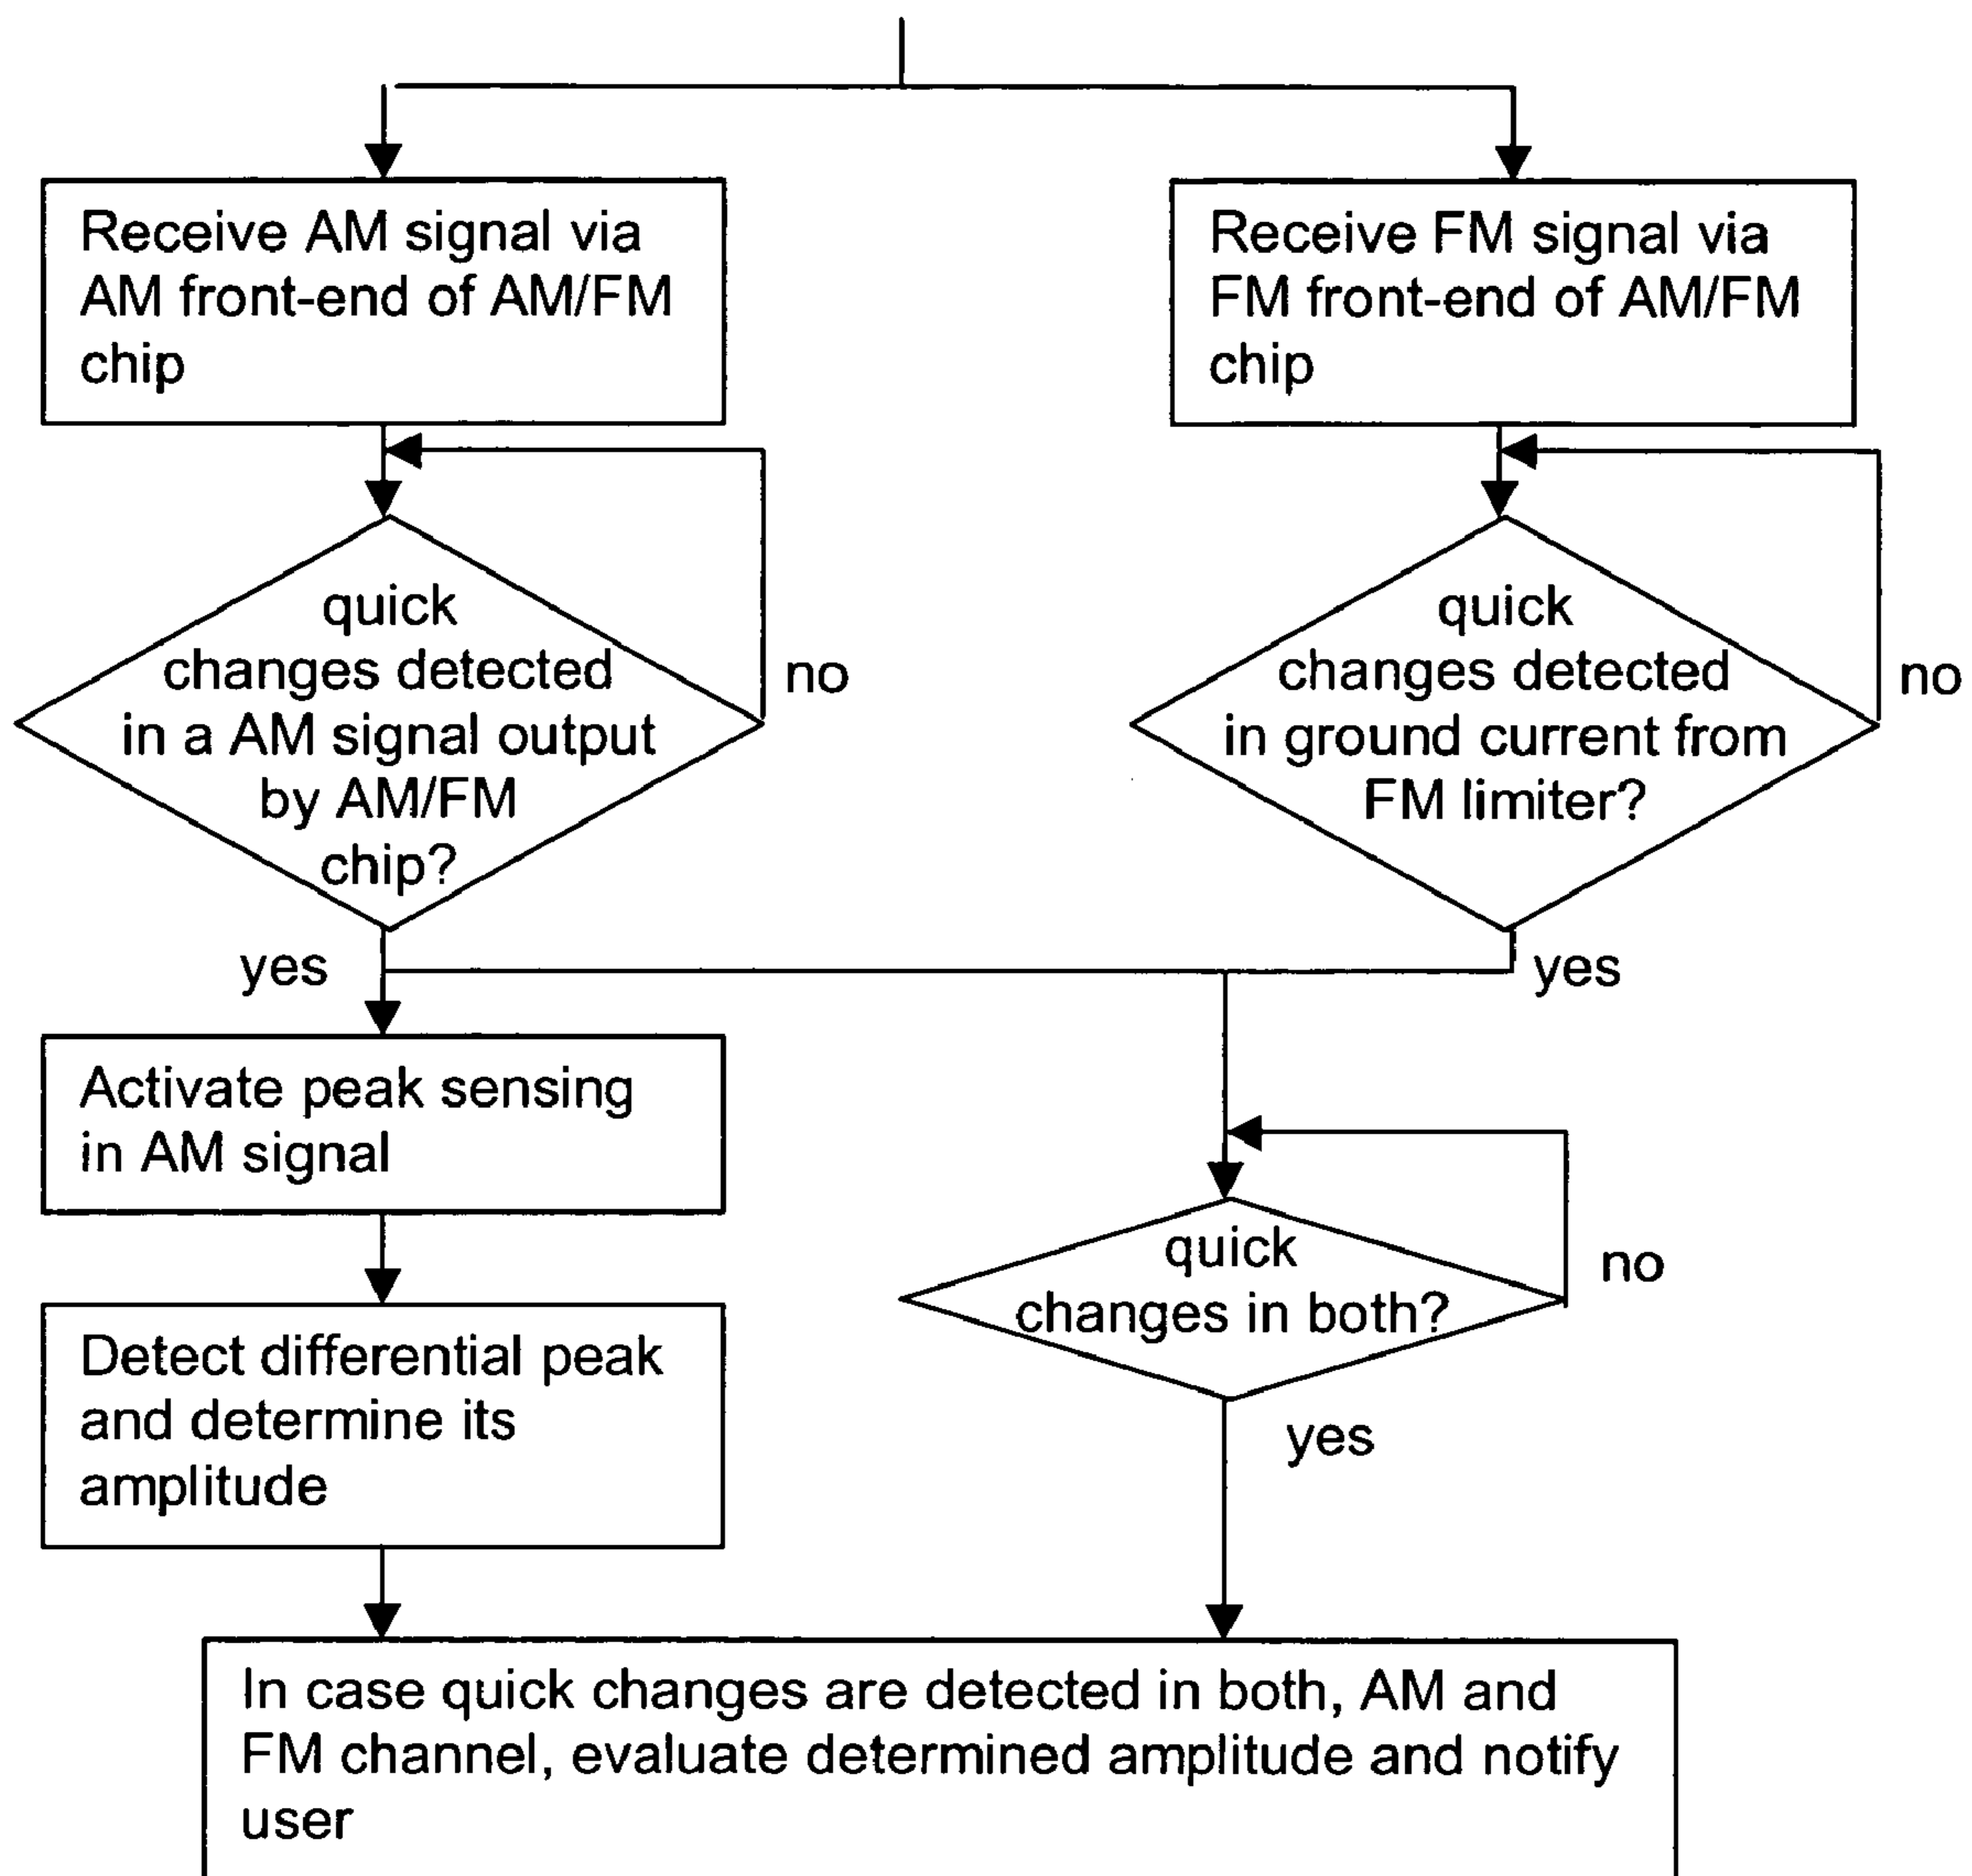 Receive AM signal via
AM front-end of AM/FM
chip
Receive FM signal via
FM front-end of AM/FM
chip
quick
changes detected
in a AM signal output
by AM/FM
chip?
no
quick
changes detected
in ground current from
FM limiter?
no
yes
yes
Activate peak sensing
in AM signal
quick
changes in both?
no
yes
Detect differential peak
and determine its
amplitude
In case quick changes are detected in both, AM and
FM channel, evaluate determined amplitude and notify
user